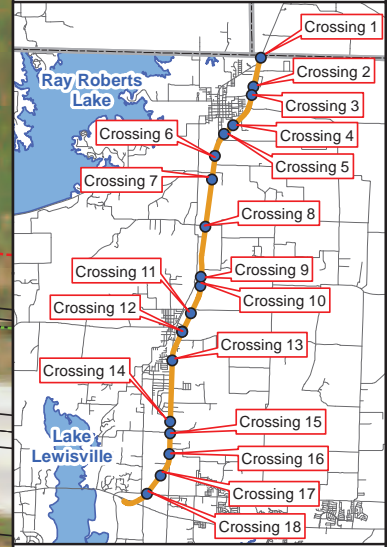 Crossing 1
Ray Roberts
Lake
Crossing 2
Crossing 3
Crossing 6
Crossing 4
Crossing 5
Crossing 7
Crossing 8
Crossing 11
Crossing 9
Crossing 10
Crossing 12
Crossing 13
Crossing 14
Crossing 15
Lake
Lewisville
Crossing 16
Crossing 17
Crossing 18